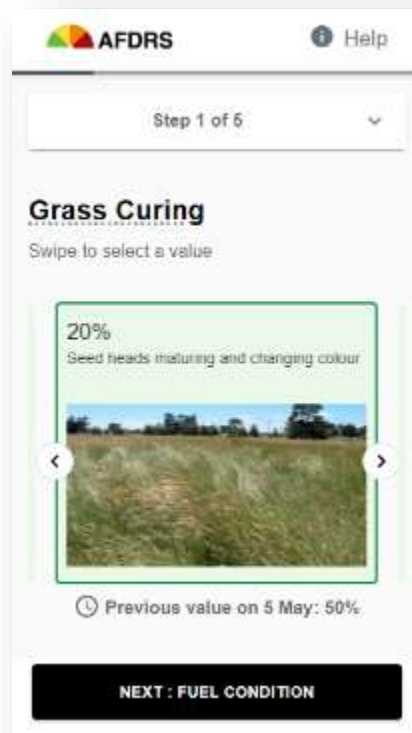 AFDRS
Help
Step 1 of 5
Grass Curing
Swipe to select a value
20%
Seed heads maturing and changing colour
Previous value on 5 May: 50%
NEXT : FUEL CONDITION